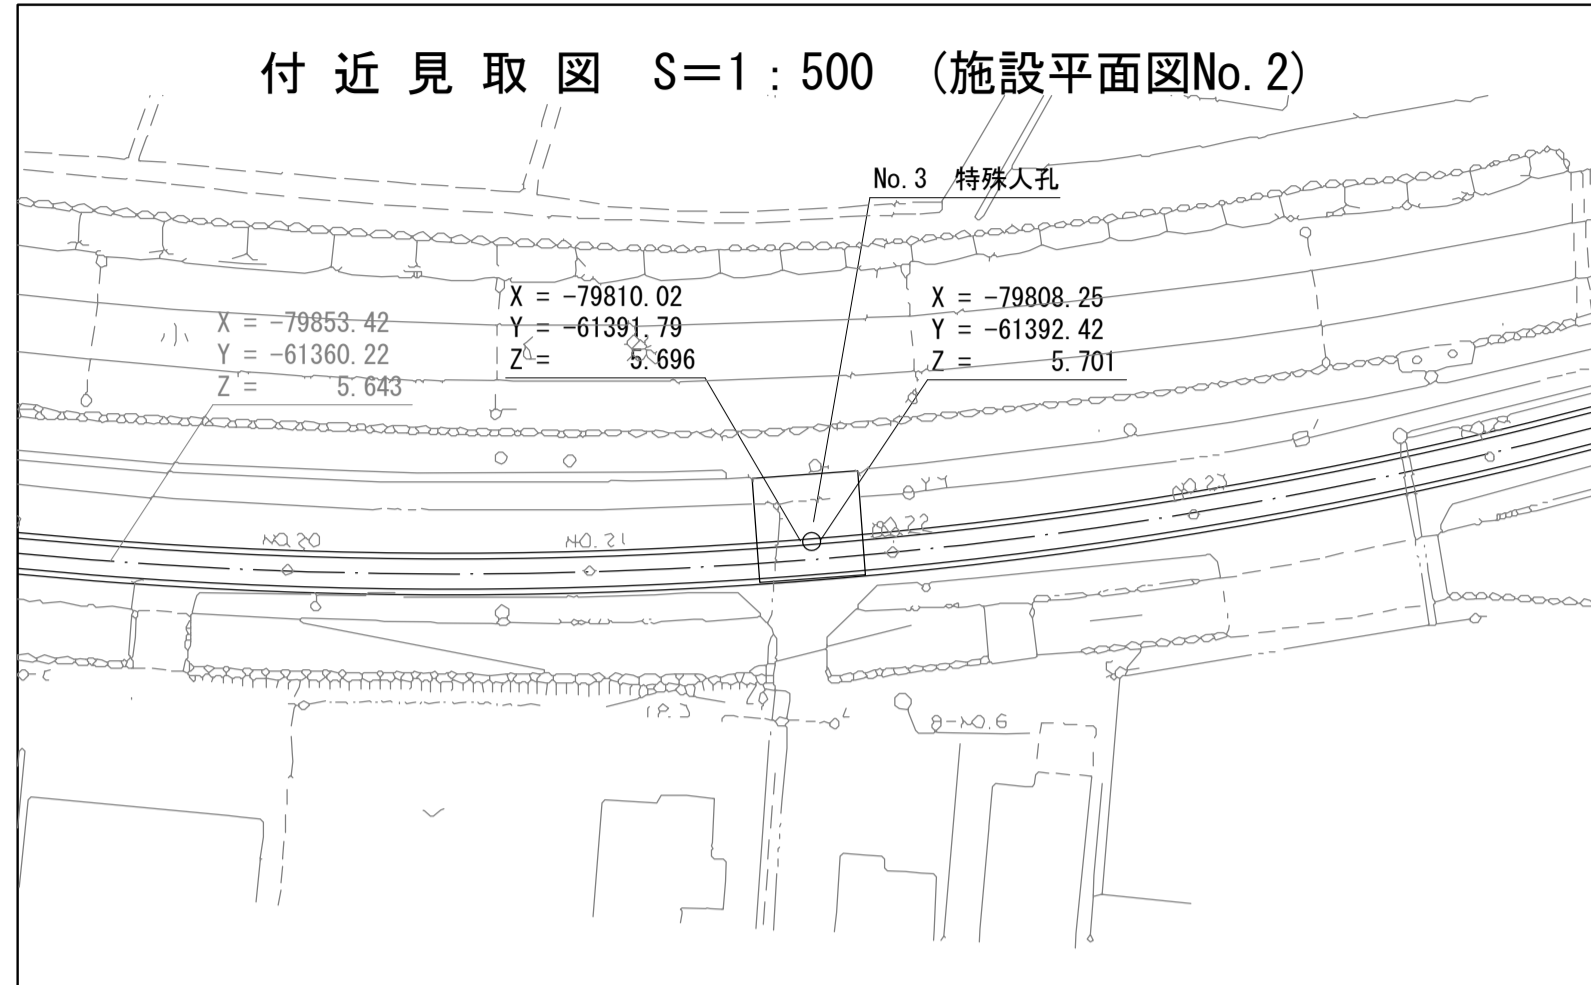 付近見取図 S=1:500 (施設平面図No.2)
No.3 特殊人孔
X = -79853.42
Y = -61360.22
Z = 5.643
X = -79810.02
Y = -61391.79
Z = 5.696
X = -79808.25
Y = -61392.42
Z = 5.701
NO.20
NO.21
NO.22
NO.23
B-NO.6